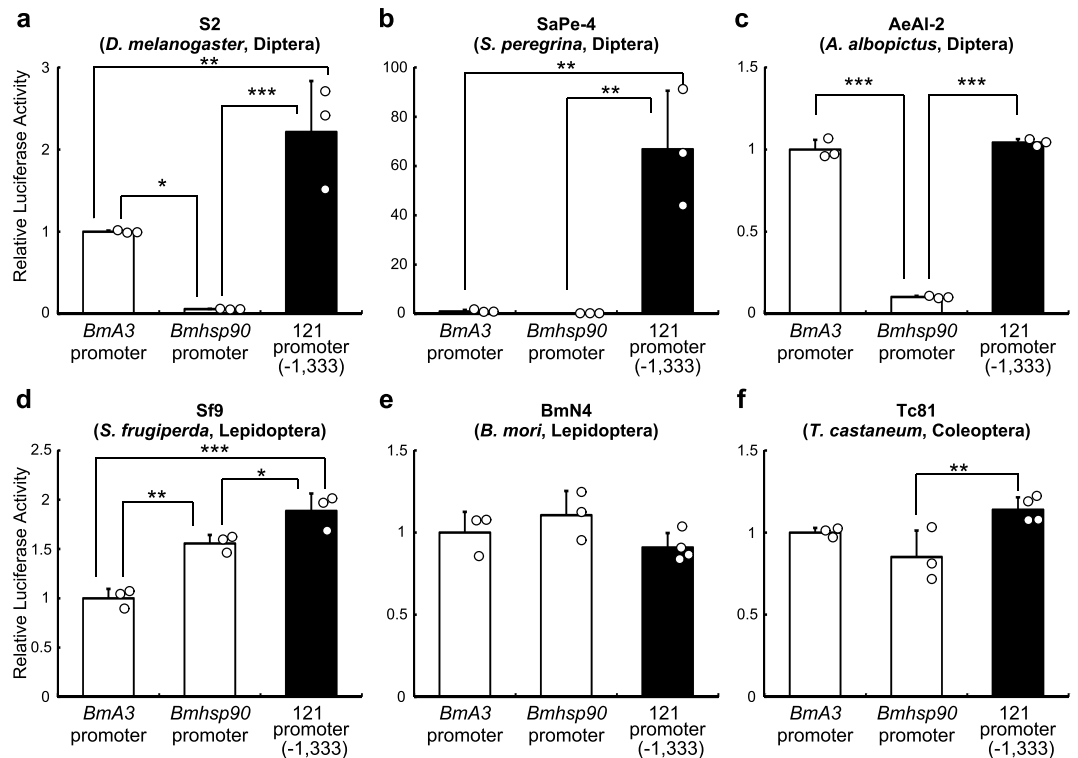 a
S2
(D. melanogaster, Diptera)
Relative Luciferase Activity
3
2
1
0
**
***
*
BmA3
promoter
Bmhsp90
promoter
121
promoter
(-1,333)
b
SaPe-4
(S. peregrina, Diptera)
100
80
60
40
20
0
**
**
BmA3
promoter
Bmhsp90
promoter
121
promoter
(-1,333)
c
AeAl-2
(A. albopictus, Diptera)
1.5
1
0.5
0
***
***
BmA3
promoter
Bmhsp90
promoter
121
promoter
(-1,333)
d
Sf9
(S. frugiperda, Lepidoptera)
Relative Luciferase Activity
2.5
2
1.5
1
0.5
0
***
**
*
BmA3
promoter
Bmhsp90
promoter
121
promoter
(-1,333)
e
BmN4
(B. mori, Lepidoptera)
1.5
1
0.5
0
BmA3
promoter
Bmhsp90
promoter
121
promoter
(-1,333)
f
Tc81
(T. castaneum, Coleoptera)
1.5
1
0.5
0
**
BmA3
promoter
Bmhsp90
promoter
121
promoter
(-1,333)